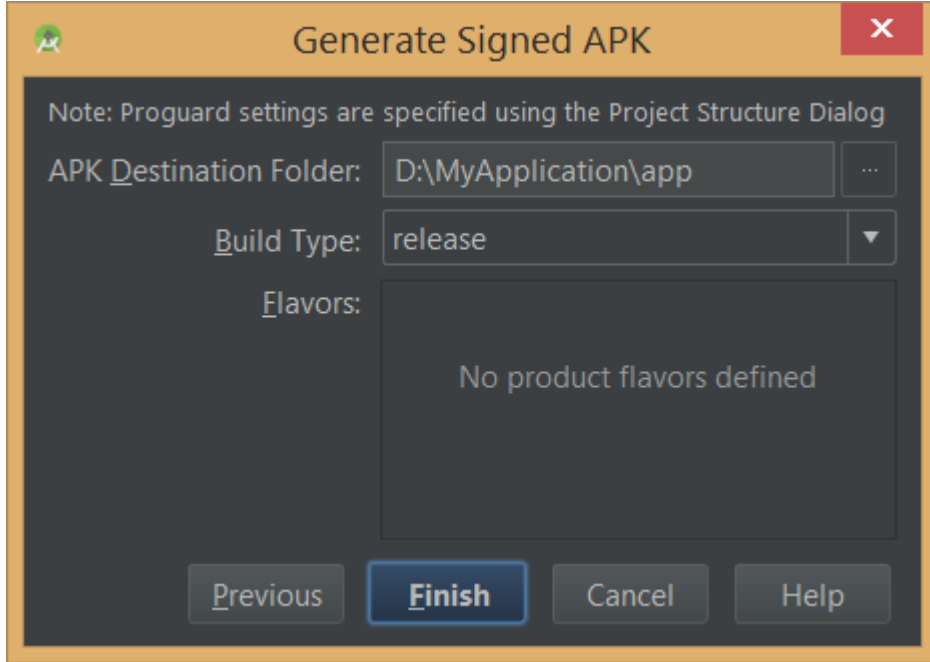 Generate Signed APK
Note: Proguard settings are specified using the Project Structure Dialog
APK Destination Folder: D:\MyApplication\app ...
Build Type: release
Flavors:
No product flavors defined
Previous Finish Cancel Help